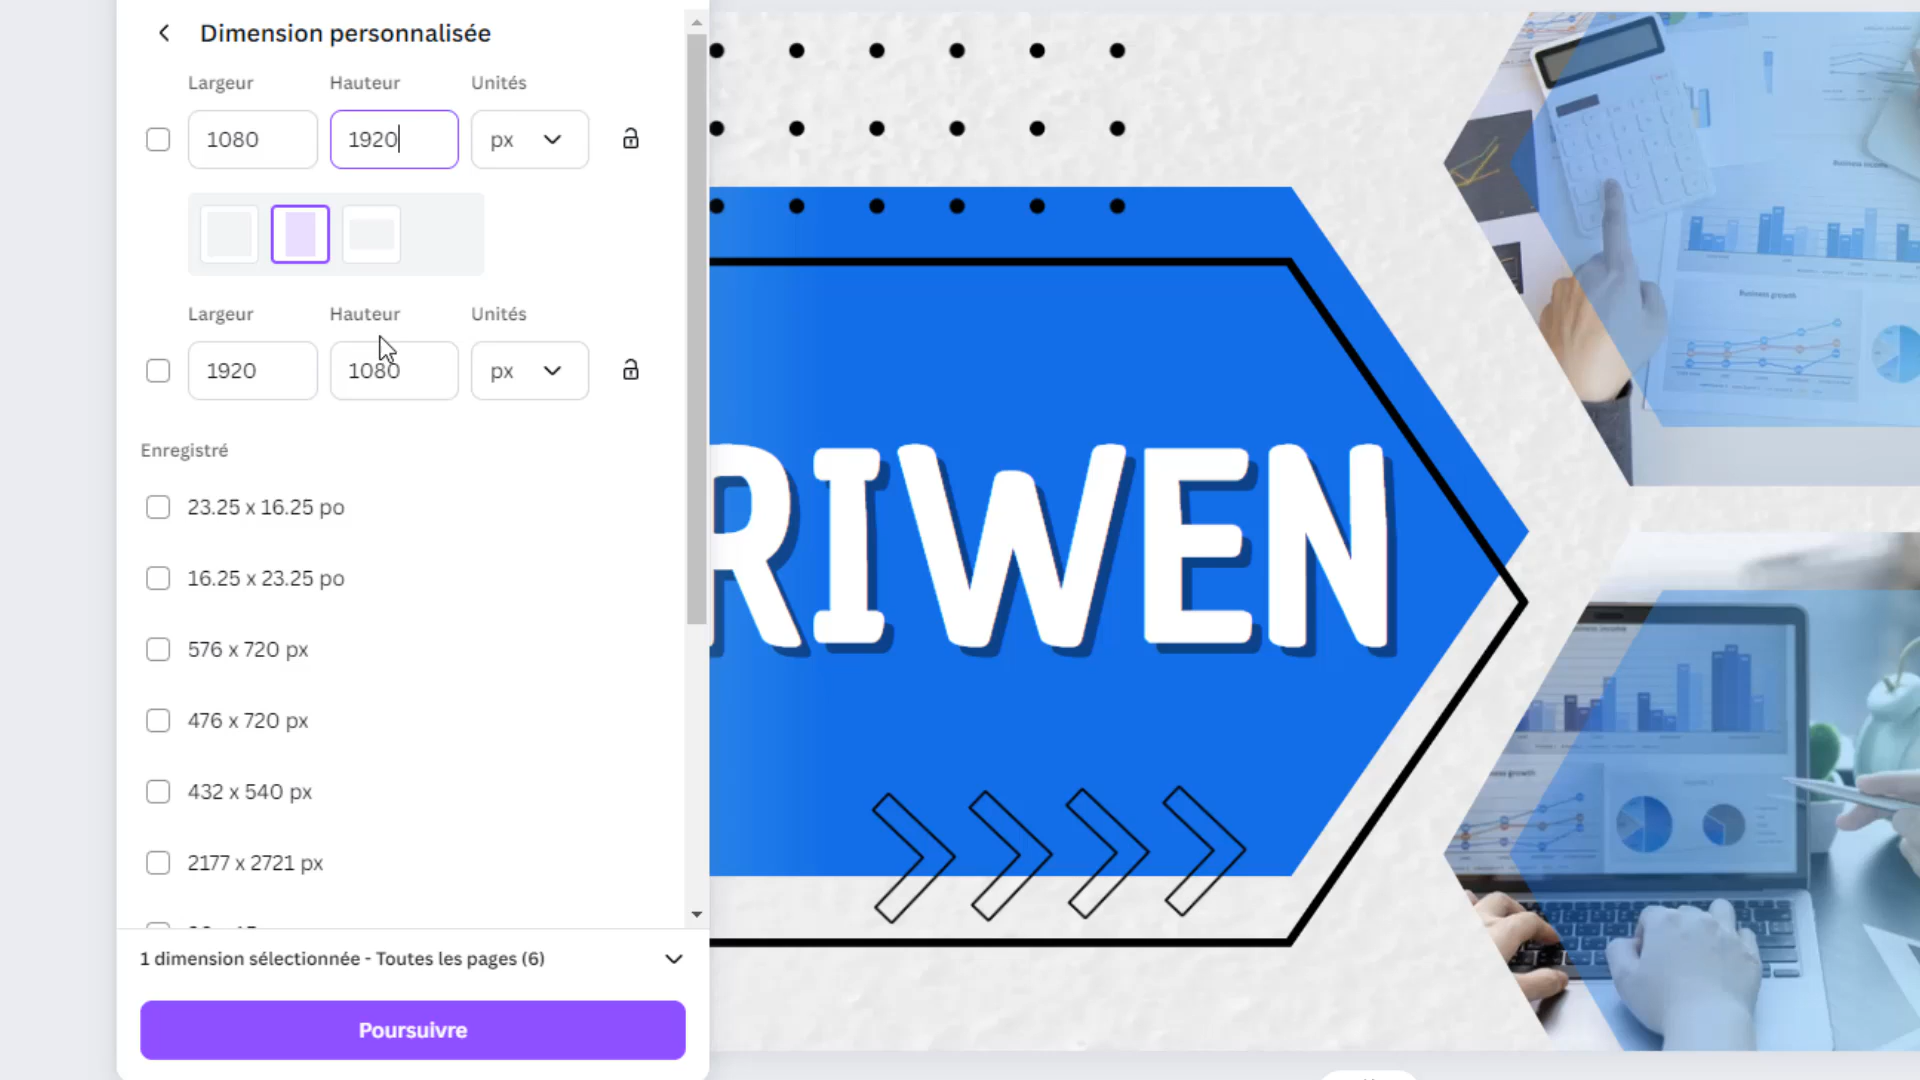 Dimension personnalisée
Largeur Hauteur Unités
1080 1920 px
Largeur Hauteur Unités
1920 1080 px
Enregistré
23.25 x 16.25 po
16.25 x 23.25 po
576 x 720 px
476 x 720 px
432 x 540 px
2177 x 2721 px
1 dimension sélectionnée - Toutes les pages (6)
Poursuivre
RIWEN
Business growth